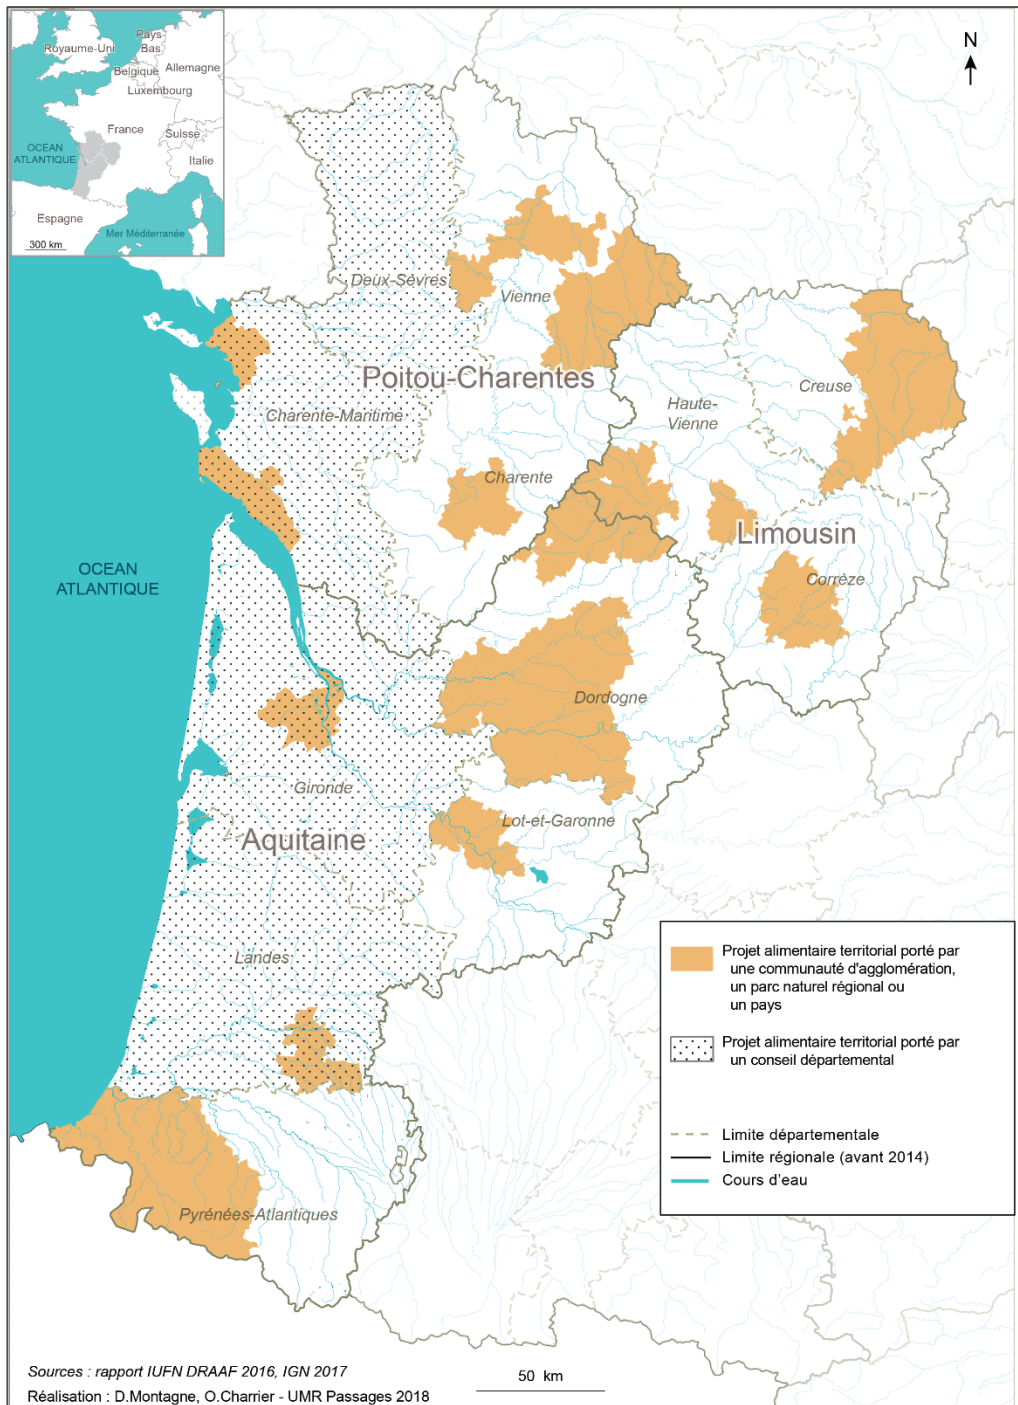 Pays-
Bas
Royaume-Uni
Belgique
Allemagne
Luxembourg
France
Suisse
OCEAN
ATLANTIQUE
Italie
Espagne
Mer Méditerranée
300 km
N
Deux-Sèvres
Vienne
Poitou-Charentes
Creuse
Haute-
Vienne
Charente-Maritime
Charente
Limousin
OCEAN
ATLANTIQUE
Corrèze
Dordogne
Gironde
Lot-et-Garonne
Aquitaine
Landes
Pyrénées-Atlantiques
Projet alimentaire territorial porté par
une communauté d'agglomération,
un parc naturel régional ou
un pays
Projet alimentaire territorial porté par
un conseil départemental
Limite départementale
Limite régionale (avant 2014)
Cours d'eau
Sources : rapport IUFN DRAAF 2016, IGN 2017
50 km
Réalisation : D.Montagne, O.Charrier - UMR Passages 2018